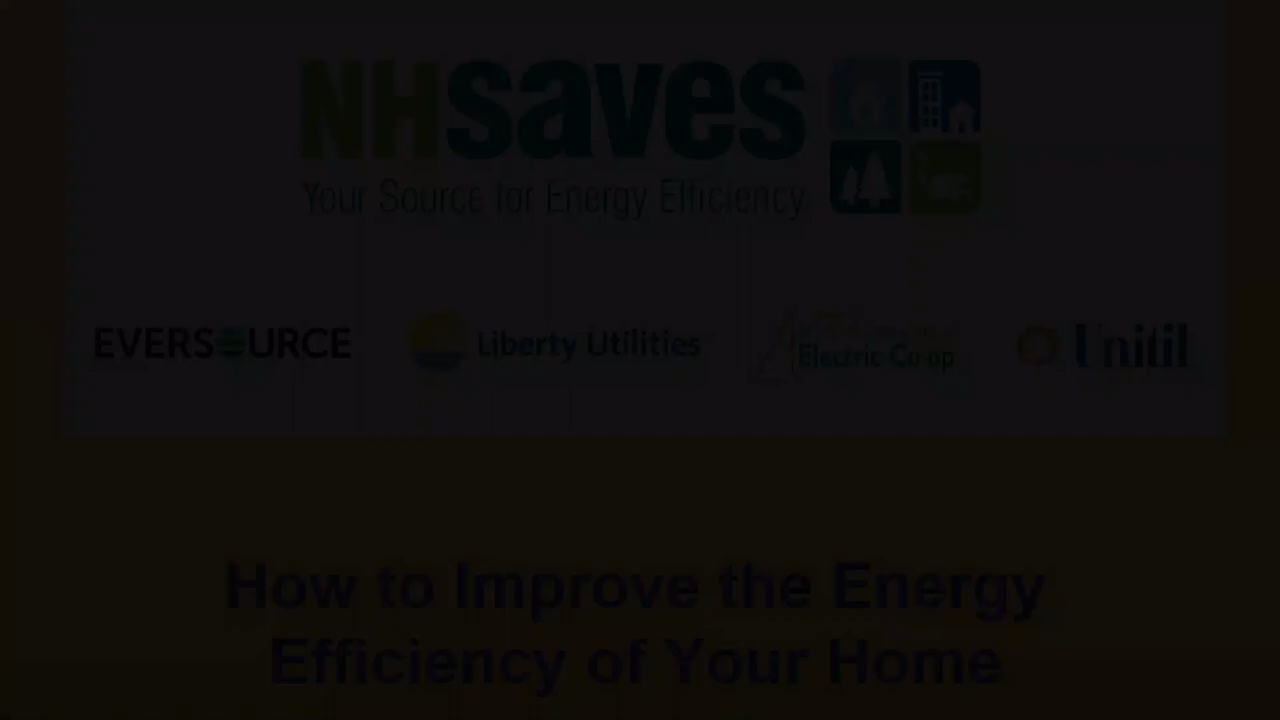 NHsaves
Your Source for Energy Efficiency
EVERSOURCE
Liberty Utilities
Electric Co-op
Unitil
How to Improve the Energy
Efficiency of Your Home